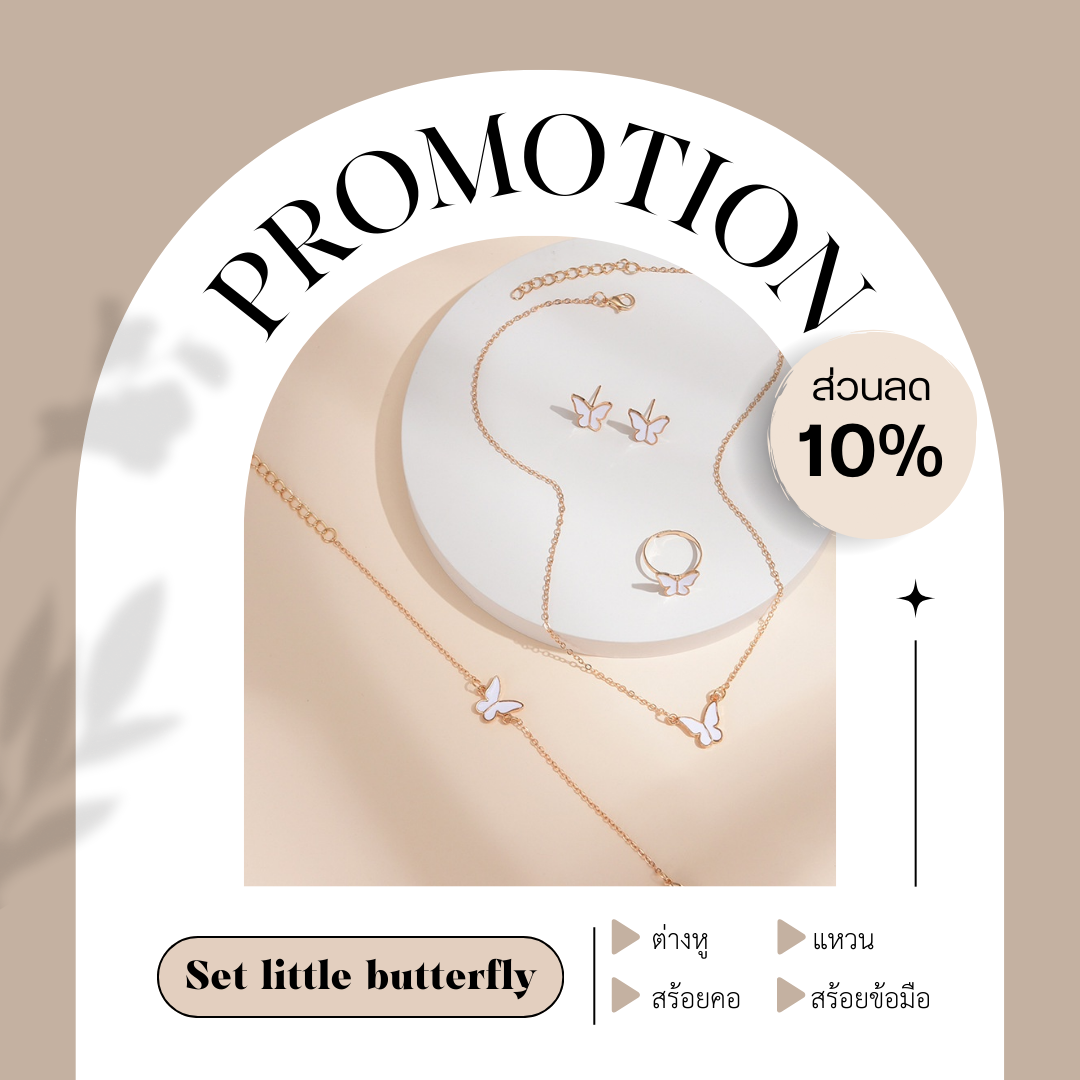 PROMOTION
ส่วนลด
10%
Set little butterfly
ต่างหู
แหวน
สร้อยคอ
สร้อยข้อมือ